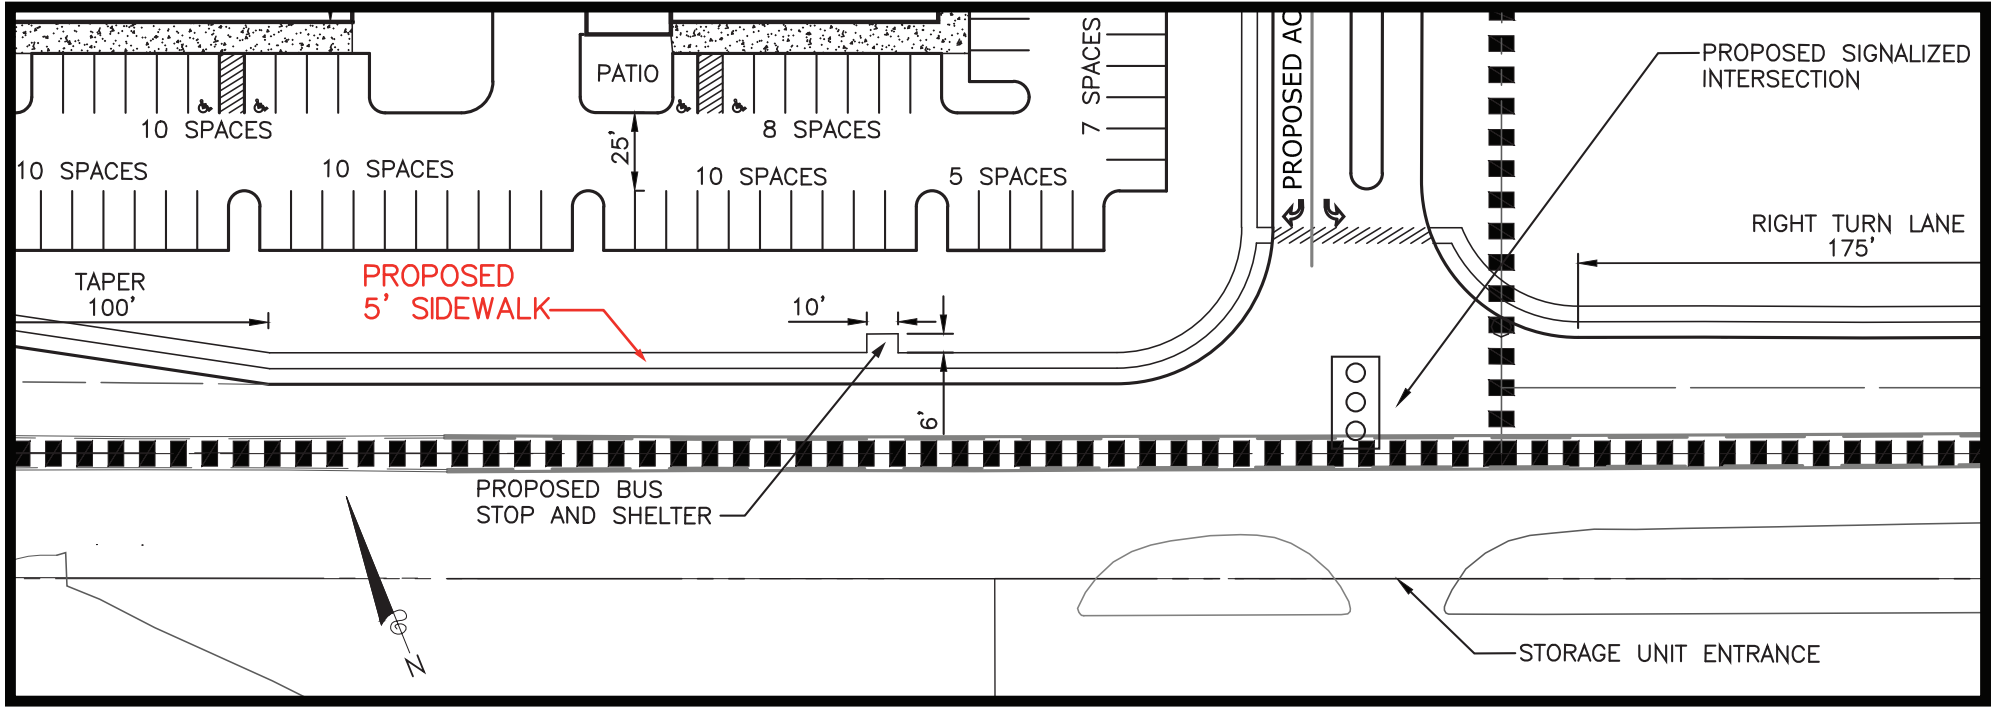 PROPOSED SIGNALIZED
INTERSECTION
PATIO
10 SPACES
8 SPACES
7 SPACES
PROPOSED AC
25'
10 SPACES
10 SPACES
10 SPACES
5 SPACES
RIGHT TURN LANE
175'
TAPER
100'
PROPOSED
5' SIDEWALK
10'
6'
PROPOSED BUS
STOP AND SHELTER
N
STORAGE UNIT ENTRANCE